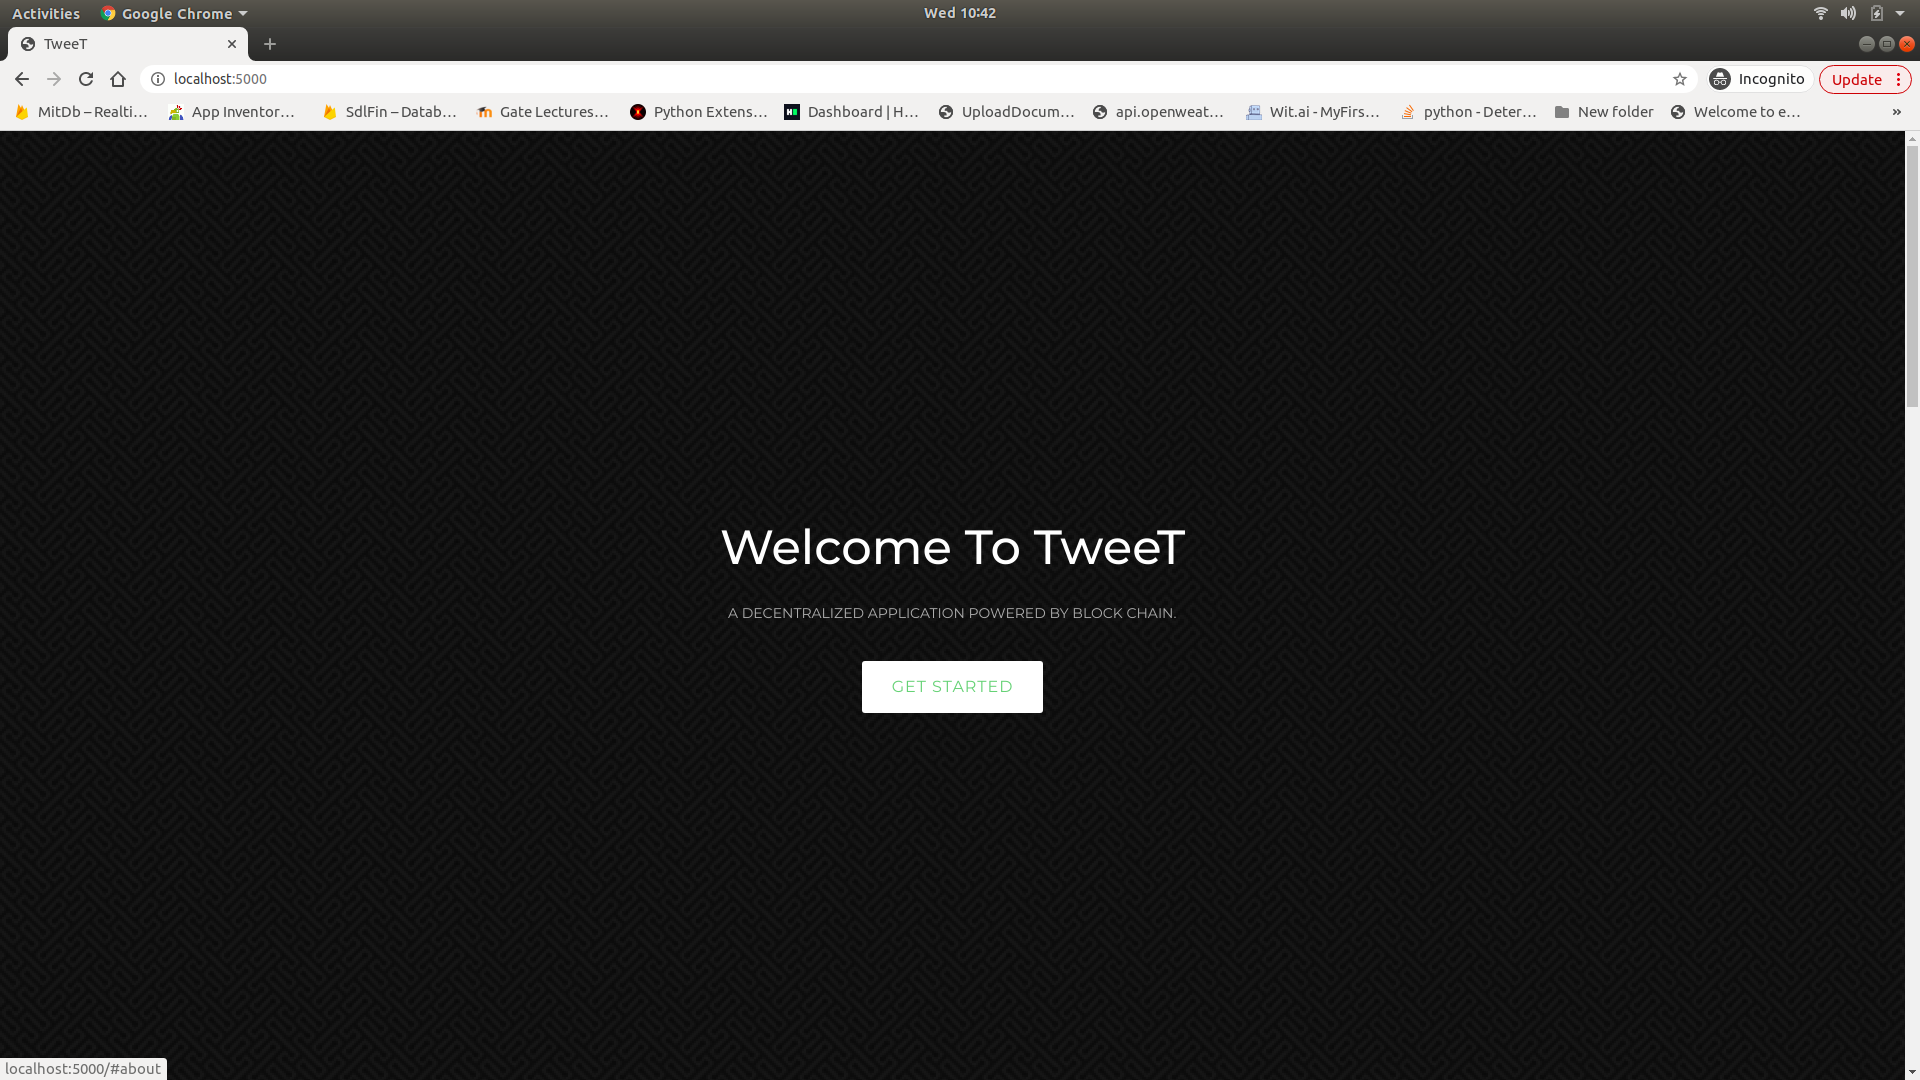 Activities Google Chrome Wed 10:42
TweeT
localhost:5000 Incognito Update
MitDb – Realti... App Inventor... SdlFin – Datab... Gate Lectures... Python Extens... Dashboard | H... UploadDocum... api.openweat... Wit.ai - MyFirs... python - Deter... New folder Welcome to e... »
Welcome To TweeT
A DECENTRALIZED APPLICATION POWERED BY BLOCK CHAIN.
GET STARTED
localhost:5000/#about